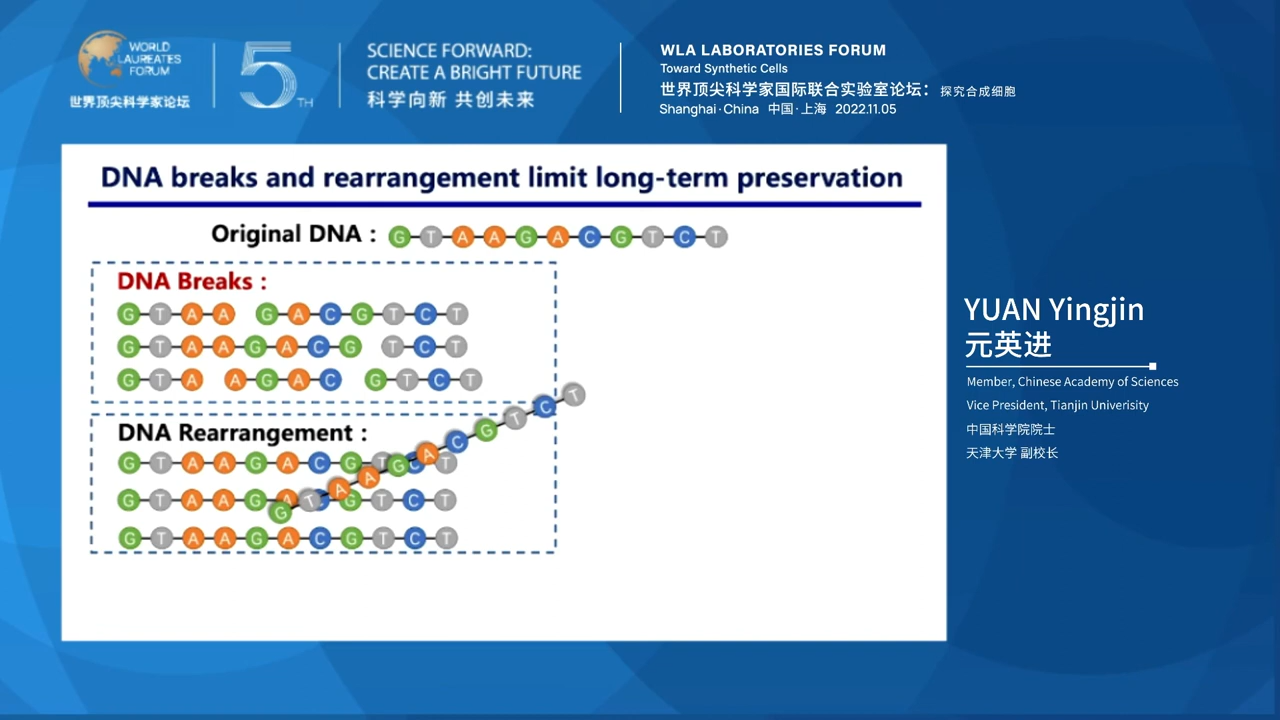 WORLD
LAUREATES
FORUM
世界顶尖科学家论坛
5TH
SCIENCE FORWARD:
CREATE A BRIGHT FUTURE
科学向新 共创未来
WLA LABORATORIES FORUM
Toward Synthetic Cells
世界顶尖科学家国际联合实验室论坛：探究合成细胞
Shanghai·China 中国·上海 2022.11.05
DNA breaks and rearrangement limit long-term preservation
Original DNA : G T A A G A C G T C T
DNA Breaks :
G T A A G A C G T C T
G T A A G A C G T C T
G T A A G A C G T C T
DNA Rearrangement :
G T A A G A C G T C T
G T A A G A C G T C T
G T A A G A C G T C T
G T A A G A C G T C T
YUAN Yingjin
元英进
Member, Chinese Academy of Sciences
Vice President, Tianjin Univerisity
中国科学院院士
天津大学 副校长